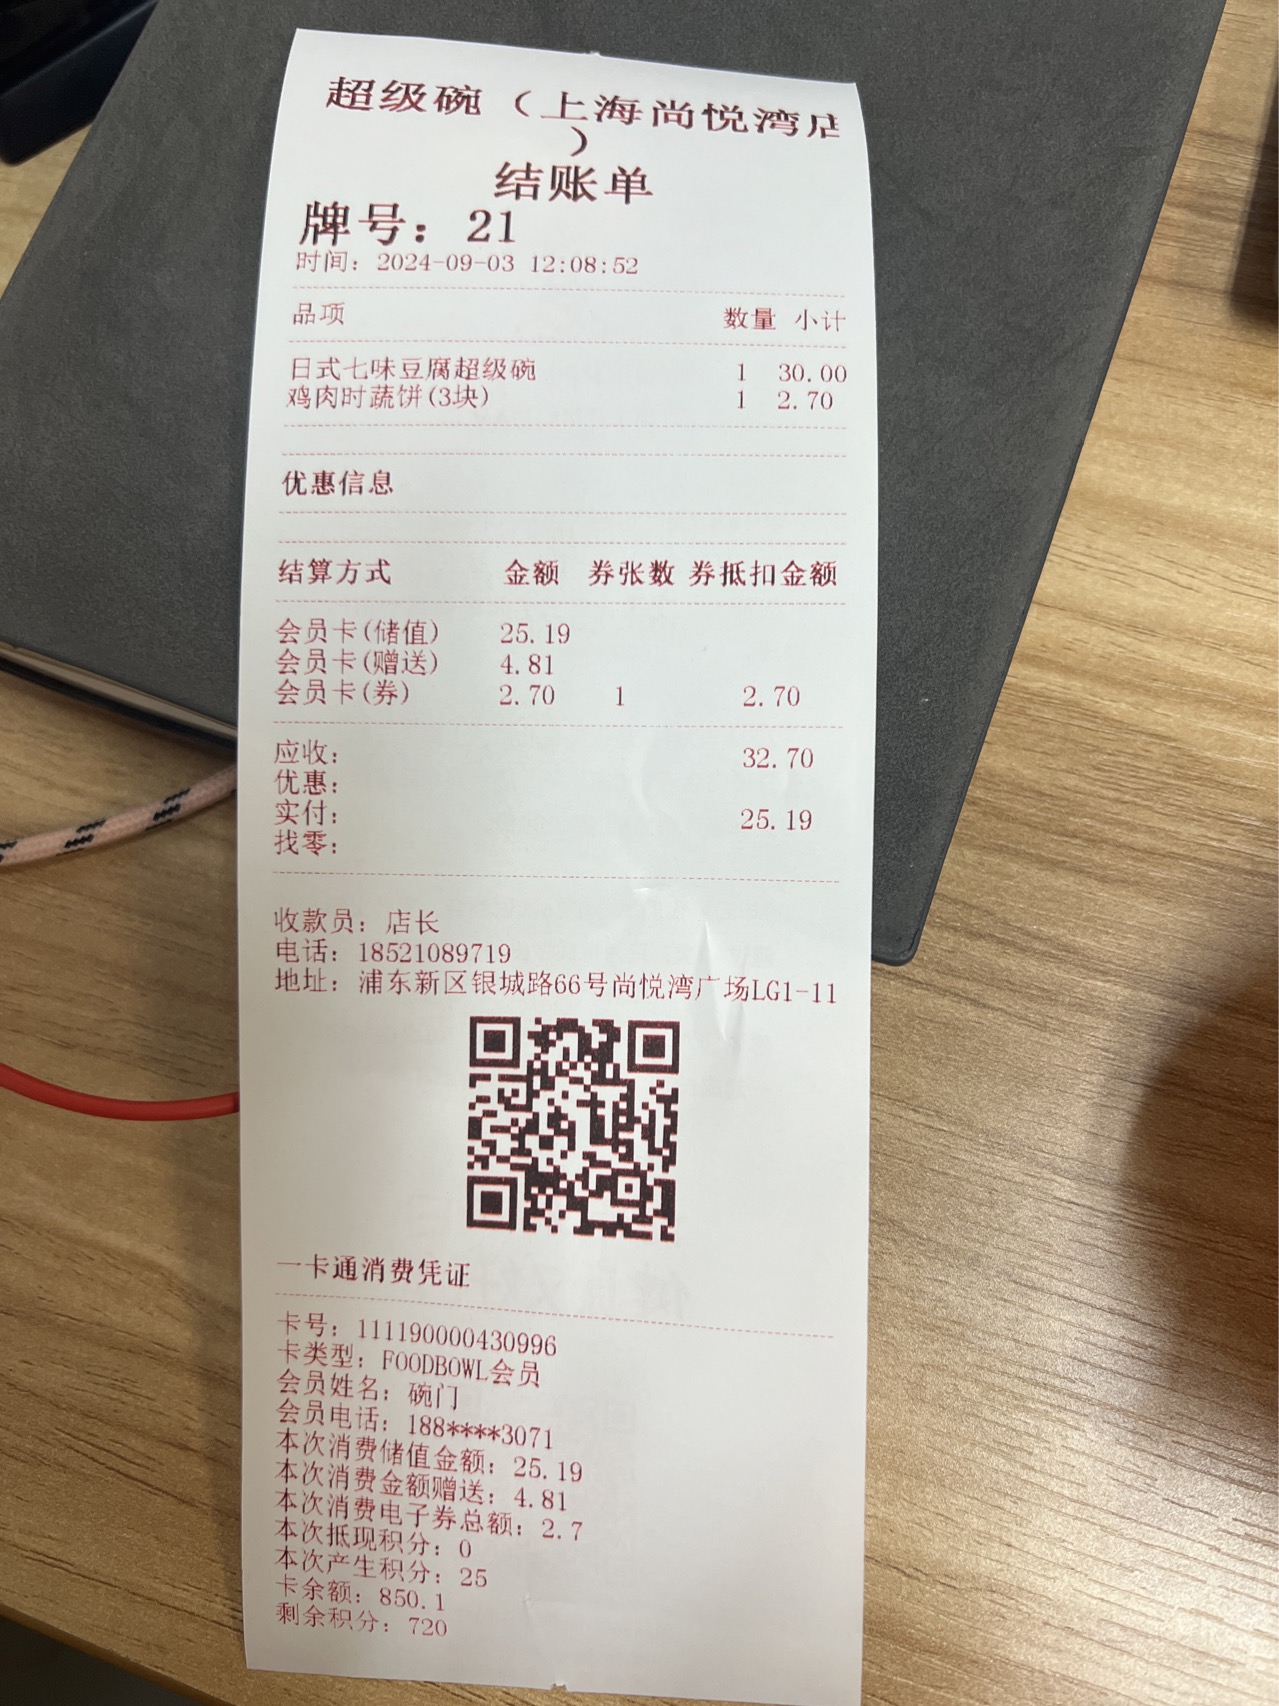 超级碗（上海尚悦湾店
）
结账单
牌号：21
时间：2024-09-03 12:08:52
品项 数量 小计
日式七味豆腐超级碗 1 30.00
鸡肉时蔬饼(3块) 1 2.70
优惠信息
结算方式 金额 券张数 券抵扣金额
会员卡(储值) 25.19
会员卡(赠送) 4.81
会员卡(券) 2.70 1 2.70
应收： 32.70
优惠：
实付： 25.19
找零：
收款员：店长
电话：18521089719
地址：浦东新区银城路66号尚悦湾广场LG1-11
一卡通消费凭证
卡号：111190000430996
卡类型：FOODBOWL会员
会员姓名：碗门
会员电话：188****3071
本次消费储值金额：25.19
本次消费金额赠送：4.81
本次消费电子券总额：2.7
本次抵现积分：0
本次产生积分：25
卡余额：850.1
剩余积分：720